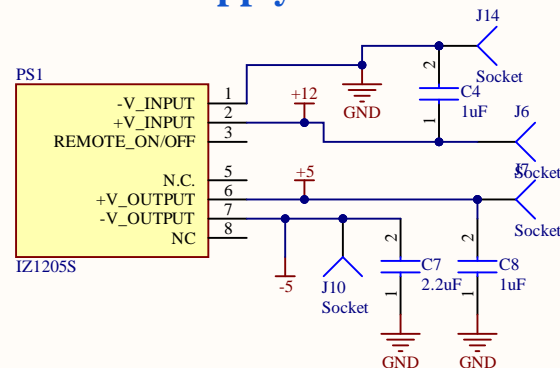 PS1
-V_INPUT 1
+V_INPUT 2
REMOTE_ON/OFF 3
N.C. 5
+V_OUTPUT 6
-V_OUTPUT 7
NC 8
IZ1205S
+12
GND
J14
Socket
2
C4
1uF
1
J6
Socket
J7
Socket
+5
-5
J10
Socket
2
C7
2.2uF
1
GND
2
C8
1uF
1
GND